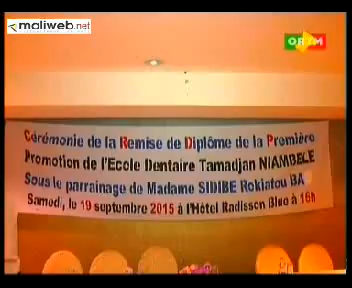 maliweb.net
ORTM
Cérémonie de la Remise de Diplôme de la Première
Promotion de l'Ecole Dentaire Tamadjan NIAMBELE
Sous le parrainage de Madame SIDIBE Rokiatou BA
Samedi, le 19 septembre 2015 à l'Hôtel Radisson Bleo à 16h